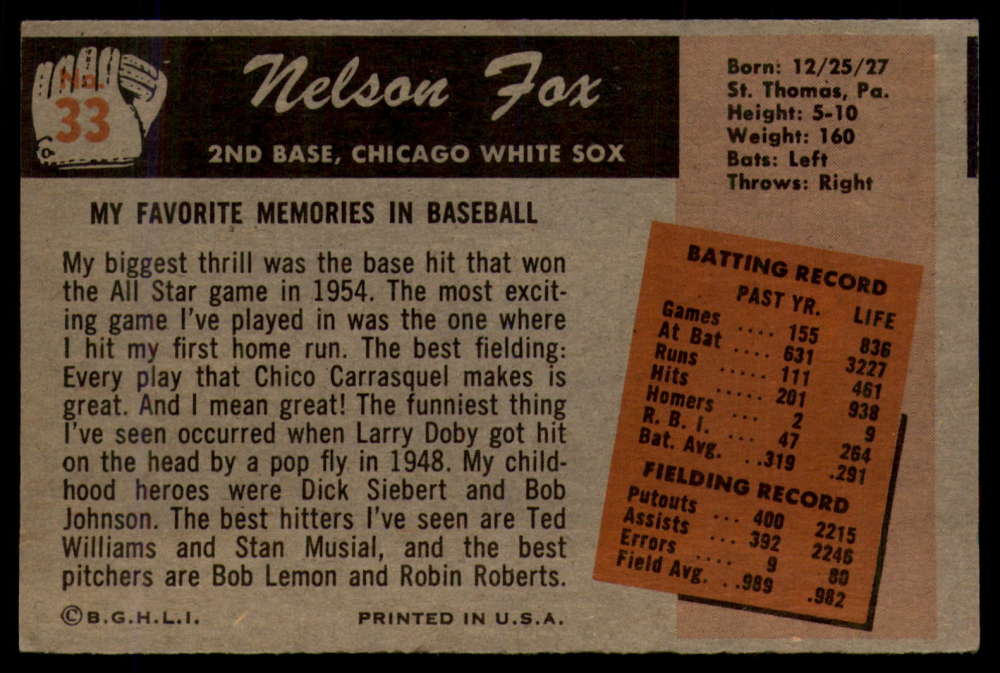 No.
33
Nelson Fox
2ND BASE, CHICAGO WHITE SOX
Born: 12/25/27
St. Thomas, Pa.
Height: 5-10
Weight: 160
Bats: Left
Throws: Right
MY FAVORITE MEMORIES IN BASEBALL
My biggest thrill was the base hit that won
the All Star game in 1954. The most excit-
ing game I've played in was the one where
I hit my first home run. The best fielding:
Every play that Chico Carrasquel makes is
great. And I mean great! The funniest thing
I've seen occurred when Larry Doby got hit
on the head by a pop fly in 1948. My child-
hood heroes were Dick Siebert and Bob
Johnson. The best hitters I've seen are Ted
Williams and Stan Musial, and the best
pitchers are Bob Lemon and Robin Roberts.
BATTING RECORD
PAST YR. LIFE
Games .... 155 836
At Bat .... 631 3227
Runs ..... 111 461
Hits ..... 201 938
Homers ... 2 9
R. B. I. ... 47 264
Bat. Avg. ..319 .291
FIELDING RECORD
Putouts ... 400 2215
Assists ... 392 2246
Errors .... 9 80
Field Avg. ..989 .982
©B.G.H.L.I. PRINTED IN U.S.A.